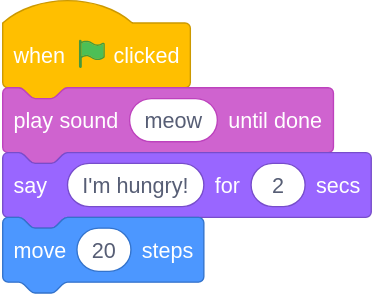 when clicked
play sound meow until done
say I'm hungry! for 2 secs
move 20 steps